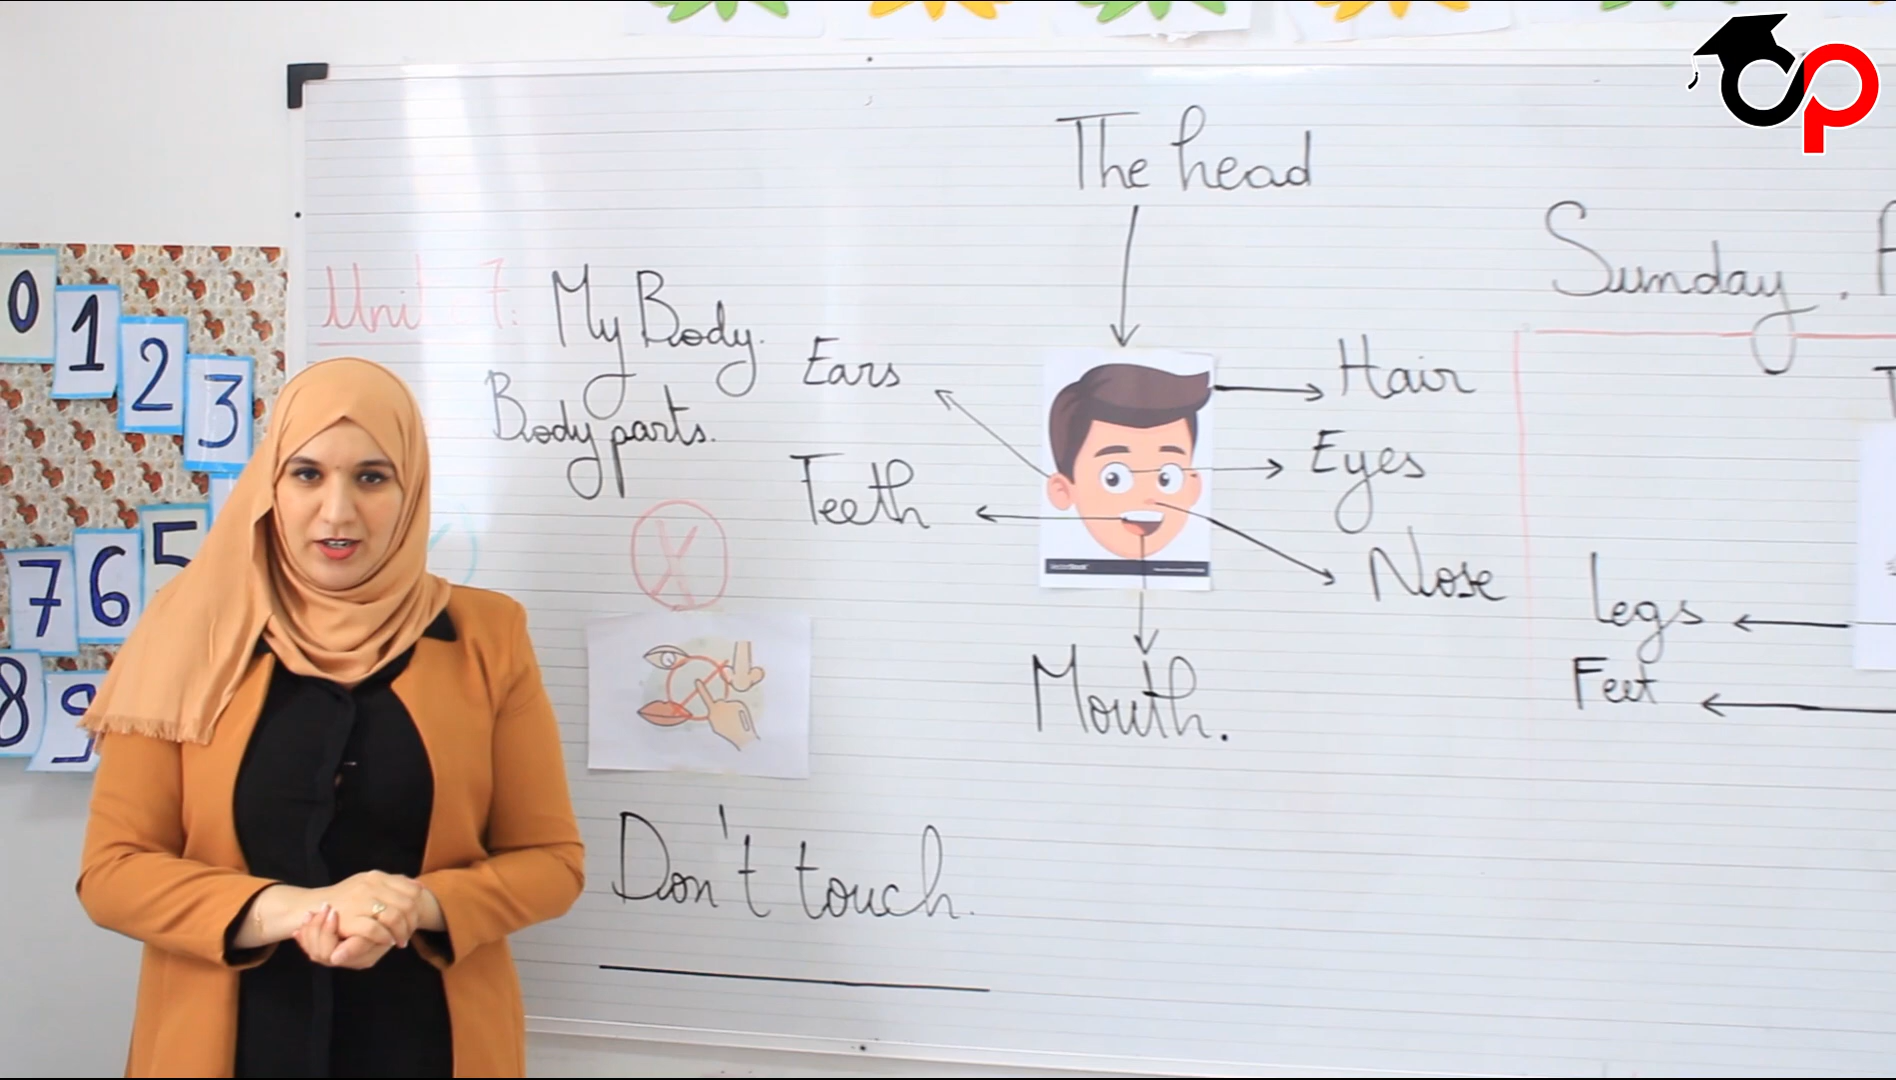 The head
Sunday.
Unit 7: My Body.
Body parts.
Ears
Hair
Eyes
Teeth
Nose
Legs
Feet
Mouth.
Don't touch.
0
1
2
3
5
6
7
8
9
X
VectorStock